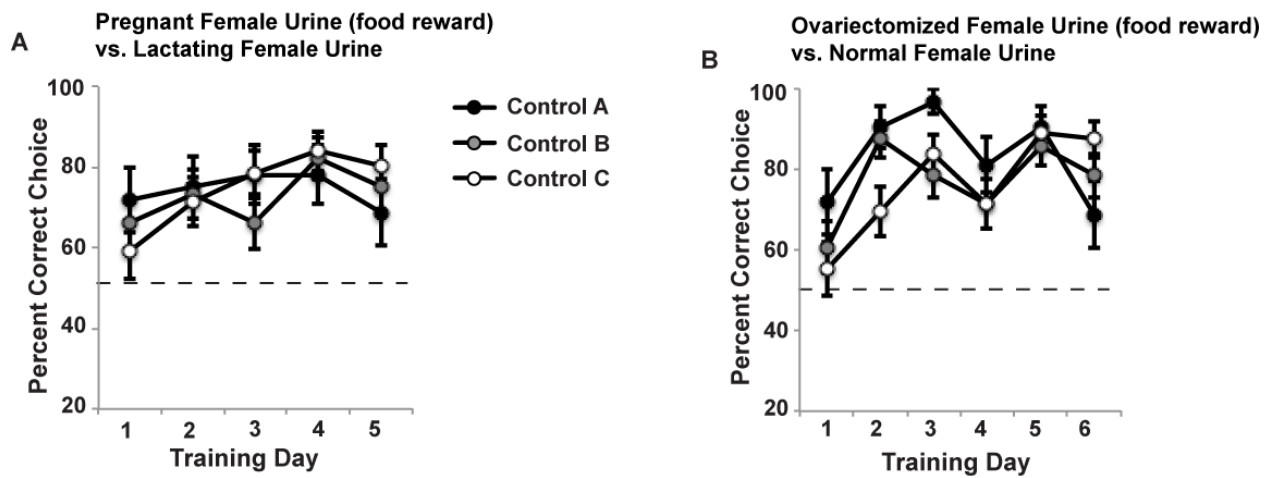 A
Pregnant Female Urine (food reward)
vs. Lactating Female Urine
100
80
60
40
20
Percent Correct Choice
1 2 3 4 5
Training Day
Control A
Control B
Control C
B
Ovariectomized Female Urine (food reward)
vs. Normal Female Urine
100
80
60
40
20
Percent Correct Choice
1 2 3 4 5 6
Training Day